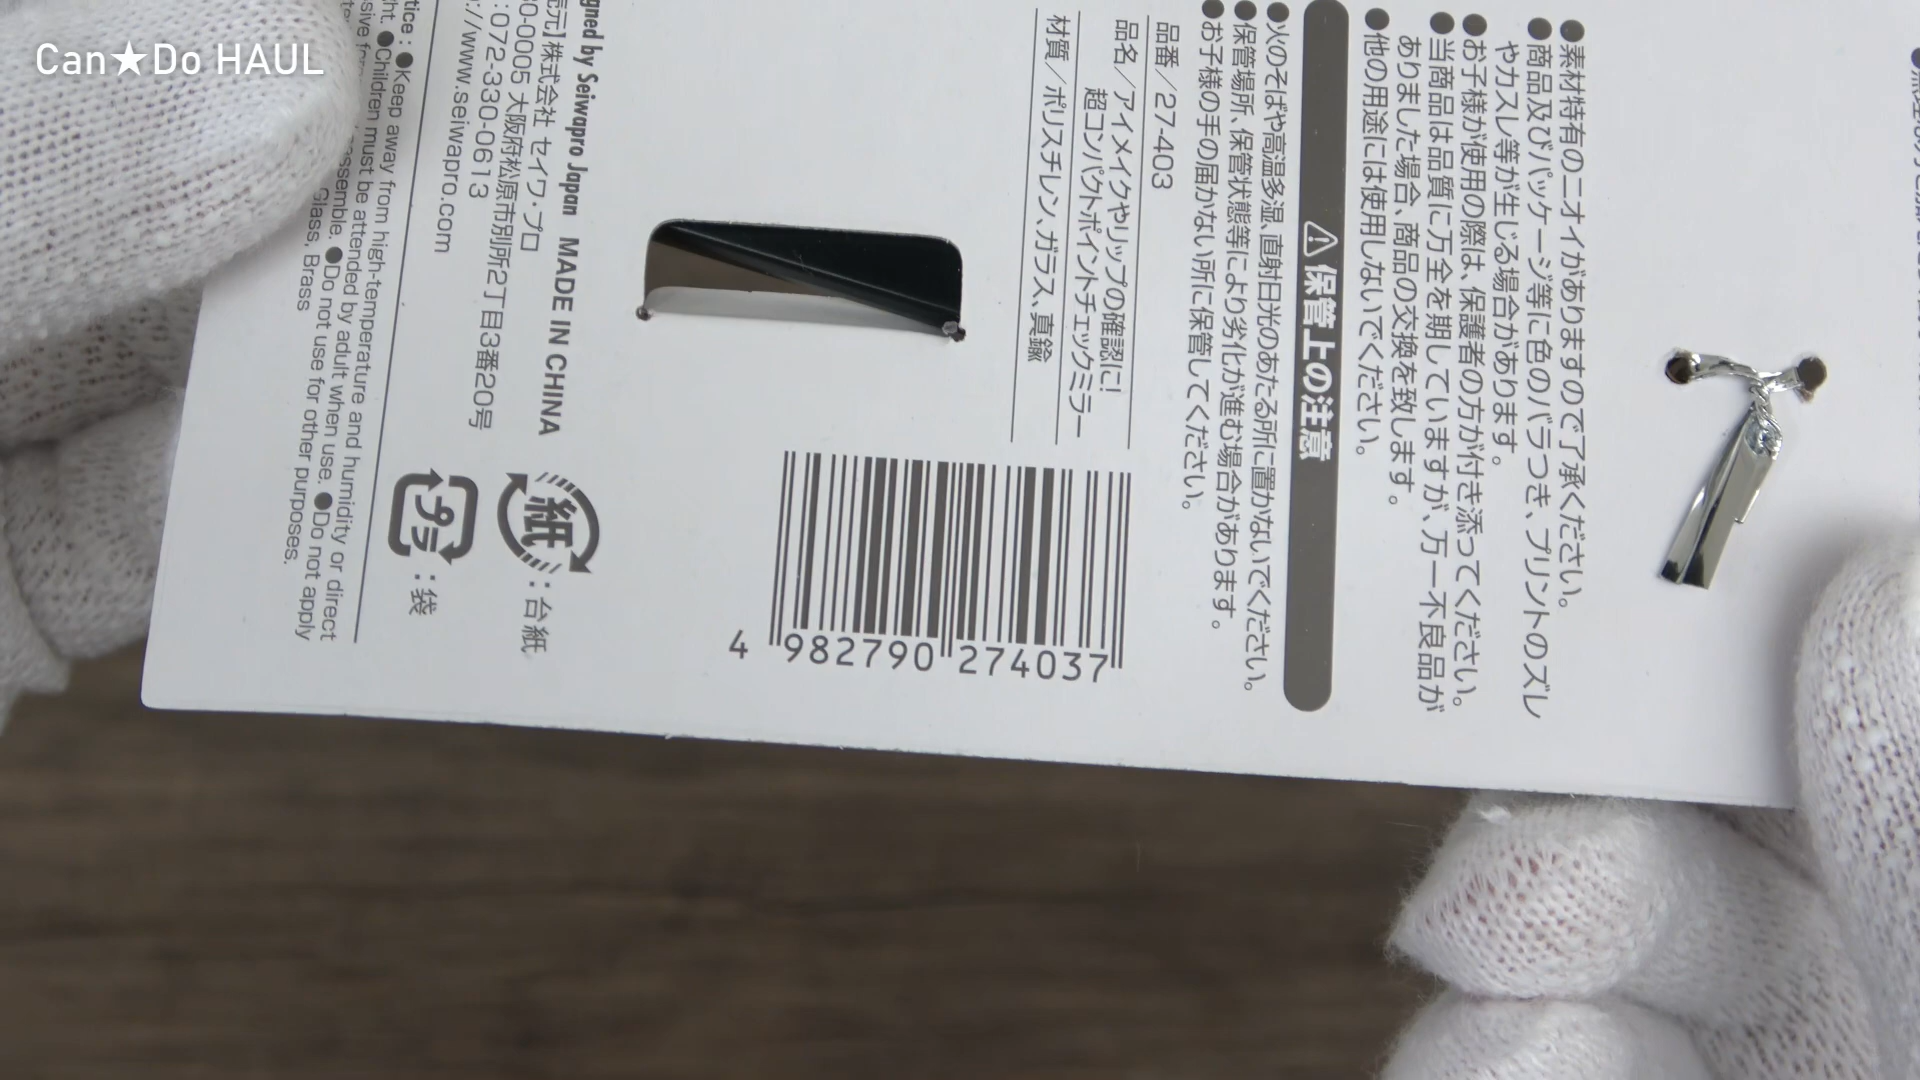 Can★Do HAUL
●素材特有のニオイがありますので了承ください。
●商品及びパッケージ等に色のバラつき、プリントのズレ
やカスレ等が生じる場合があります。
●お子様が使用の際は、保護者の方が付き添ってください。
●当商品は品質に万全を期していますが、万一不良品が
ありました場合、商品の交換を致します。
●他の用途には使用しないでください。
⚠保管上の注意
●火のそばや高温多湿、直射日光のあたる所に置かないでください。
●保管場所、保管状態等により劣化が進む場合があります。
●お子様の手の届かない所に保管してください。
品番/27-403
品名/アイメイクやリップの確認に!
超コンパクトポイントチェックミラー
材質/ポリスチレン、ガラス、真鍮
4 982790 274037
by Seiwapro Japan MADE IN CHINA
株式会社 セイワ・プロ
0005 大阪府松原市別所2丁目3番20号
:072-330-0613
://www.seiwapro.com
紙:台紙
プラ:袋
●Keep away from high-temperature and humidity or direct
●Children must be attended by adult when use. ●Do not apply
●Do not use for other purposes.
Glass, Brass